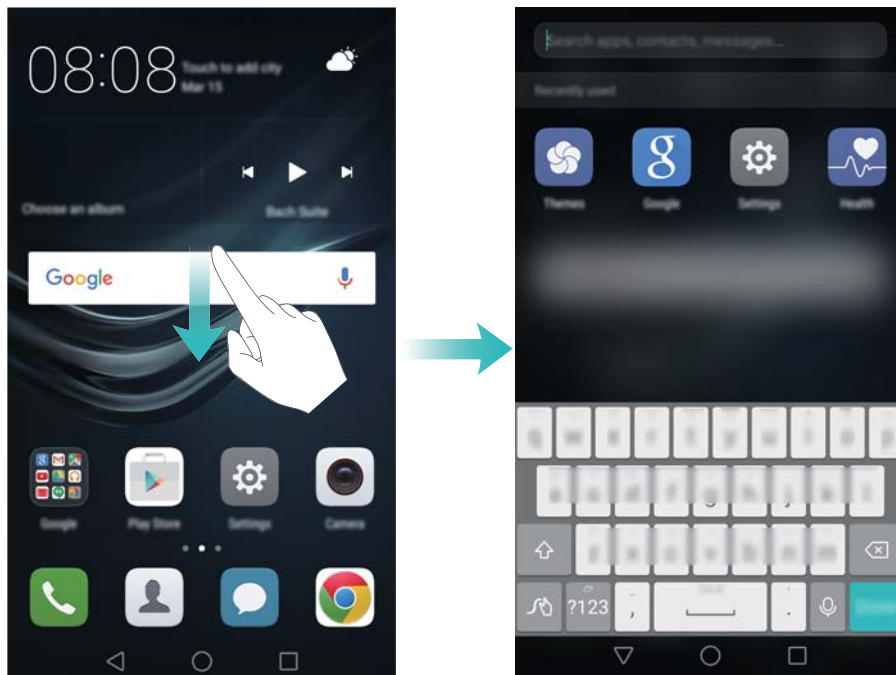 08:08
Touch to add city
Mar 15
Choose an album
Bach Suite
Google
Google
Play Store
Settings
Camera
Search apps, contacts, messages...
Recently used
Themes
Google
Settings
Health
?123